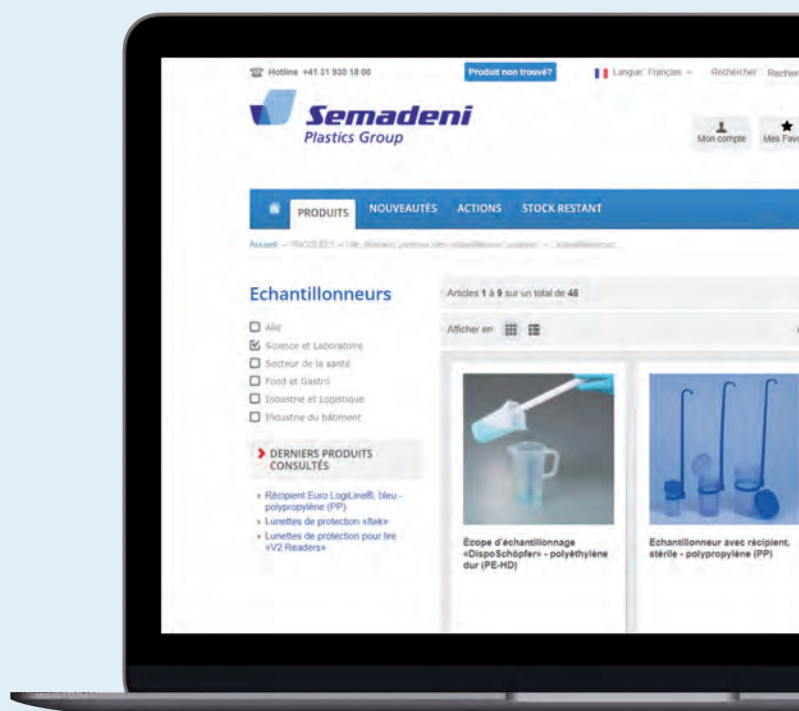 Hotline +41 31 930 18 00
Produit non trouvé?
Langue: Français
Rechercher :
Semadeni
Plastics Group
Mon compte
Mes Favo
PRODUITS
NOUVEAUTÉS
ACTIONS
STOCK RESTANT
Accueil
PRODUITS
Echantillonneurs
Articles 1 à 9 sur un total de 46
Afficher en
Alle
Science et Laboratoire
Secteur de la santé
Food et Gastro
Industrie et Logistique
Industrie du bâtiment
DERNIERS PRODUITS
CONSULTÉS
Récipient Euro LogiLine®, bleu -
polypropylène (PP)
Lunettes de protection «Itek»
Lunettes de protection pour lire
«V2 Readers»
Écope d'échantillonnage
«DispoSchöpfer» - polyéthylène
dur (PE-HD)
Echantillonneur avec récipient,
stérile - polypropylène (PP)